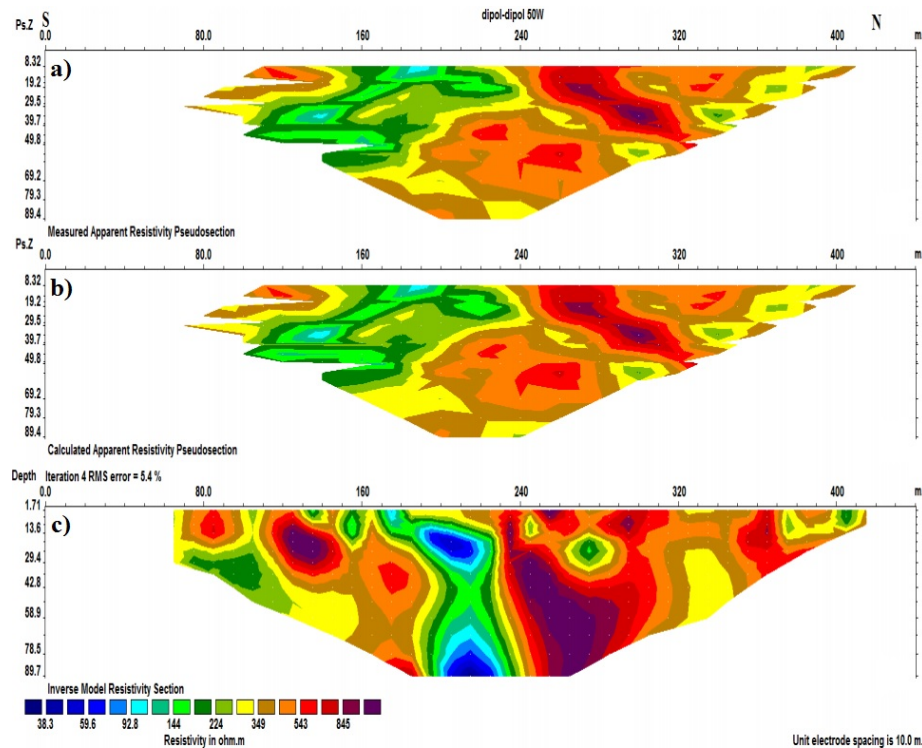 dipol-dipol 50W
S N
Ps.Z 0.0 80.0 160 240 320 400 m
a)
8.32
19.2
29.5
39.7
49.8
69.2
79.3
89.4
Measured Apparent Resistivity Pseudosection
Ps.Z 0.0 80.0 160 240 320 400 m
b)
8.32
19.2
29.5
39.7
49.8
69.2
79.3
89.4
Calculated Apparent Resistivity Pseudosection
Depth Iteration 4 RMS error = 5.4 %
0.0 80.0 160 240 320 400 m
c)
1.71
13.6
29.4
42.8
58.9
78.5
89.7
Inverse Model Resistivity Section
38.3 59.6 92.8 144 224 349 543 845
Resistivity in ohm.m Unit electrode spacing is 10.0 m